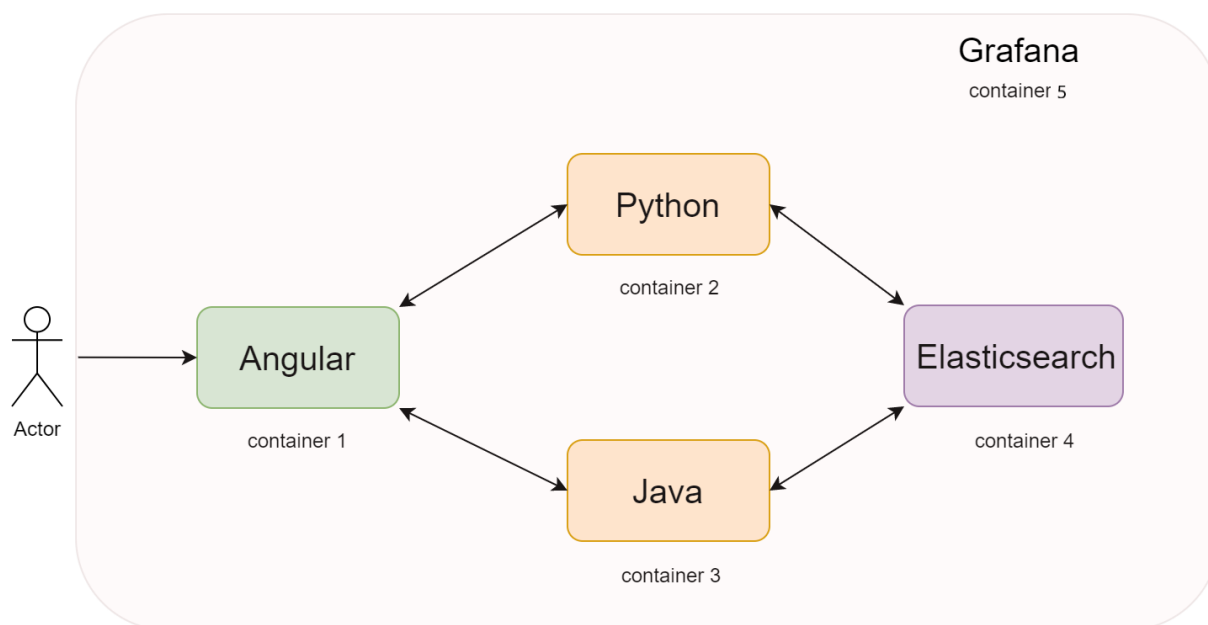 Grafana
container 5
Python
container 2
Angular
container 1
Elasticsearch
container 4
Actor
Java
container 3